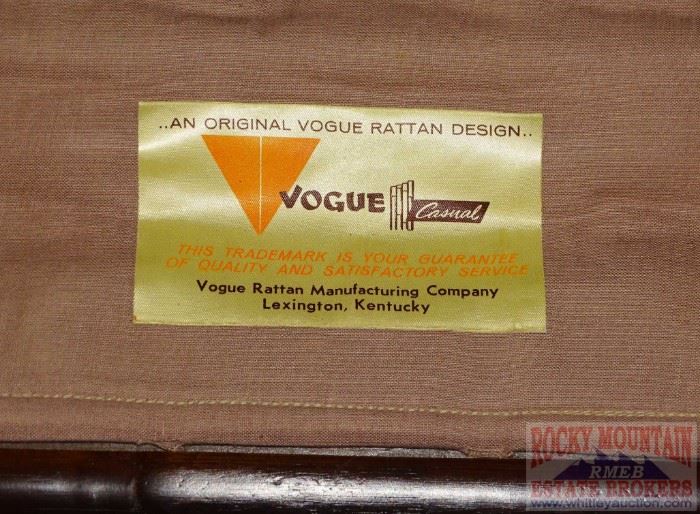 ..AN ORIGINAL VOGUE RATTAN DESIGN..
VOGUE Casual
THIS TRADEMARK IS YOUR GUARANTEE
OF QUALITY AND SATISFACTORY SERVICE
Vogue Rattan Manufacturing Company
Lexington, Kentucky
ROCKY MOUNTAIN
RMEB
ESTATE BROKERS
www.whitleyauction.com